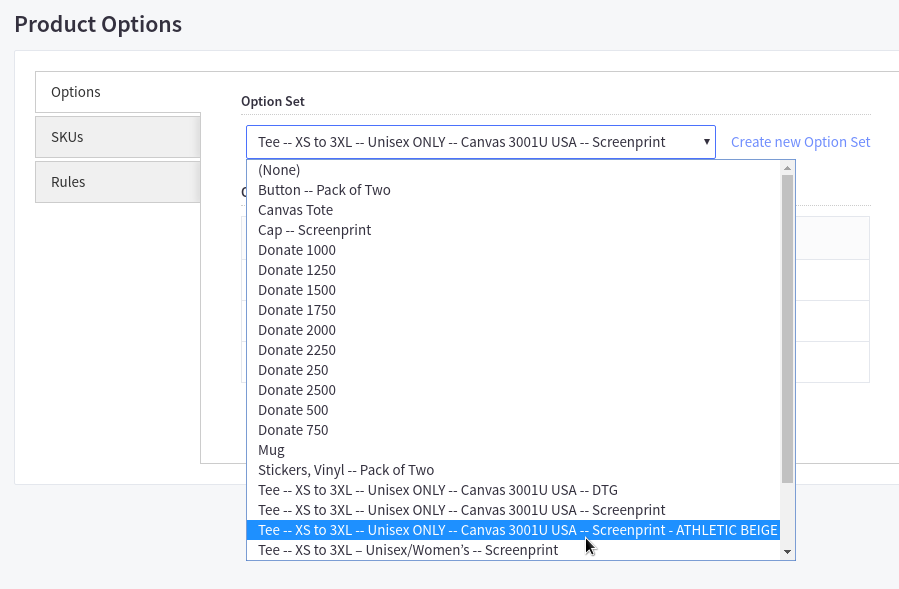 Product Options
Options
SKUs
Rules
Option Set
Tee -- XS to 3XL -- Unisex ONLY -- Canvas 3001U USA -- Screenprint
Create new Option Set
(None)
Button -- Pack of Two
Canvas Tote
Cap -- Screenprint
Donate 1000
Donate 1250
Donate 1500
Donate 1750
Donate 2000
Donate 2250
Donate 250
Donate 2500
Donate 500
Donate 750
Mug
Stickers, Vinyl -- Pack of Two
Tee -- XS to 3XL -- Unisex ONLY -- Canvas 3001U USA -- DTG
Tee -- XS to 3XL -- Unisex ONLY -- Canvas 3001U USA -- Screenprint
Tee -- XS to 3XL -- Unisex ONLY -- Canvas 3001U USA -- Screenprint - ATHLETIC BEIGE
Tee -- XS to 3XL – Unisex/Women’s -- Screenprint